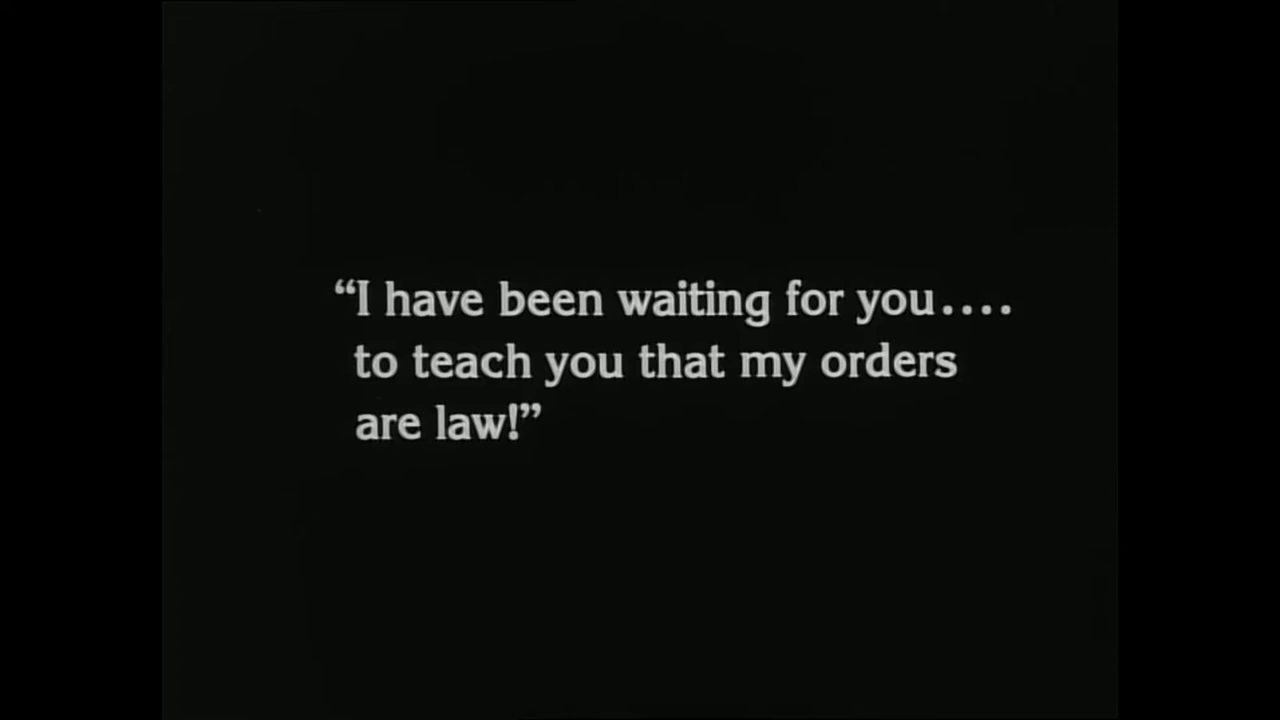 “I have been waiting for you....
to teach you that my orders
are law!”